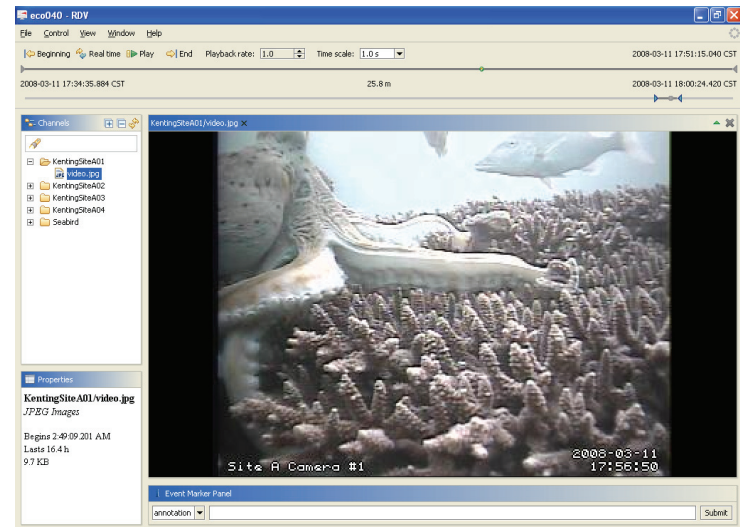 eco040 - RDV
File Control View Window Help
Beginning Real time Play End Playback rate: 1.0 Time scale: 1.0 s 2008-03-11 17:51:15.040 CST
2008-03-11 17:34:35.884 CST 25.8 m 2008-03-11 18:00:24.420 CST
Channels
KentingSiteA01/video.jpg
KentingSiteA01
video.jpg
KentingSiteA02
KentingSiteA03
KentingSiteA04
Seabird
Properties
KentingSiteA01/video.jpg
JPEG Images
Begins 2:49:09.201 AM
Lasts 16.4 h
9.7 KB
2008-03-11
Site A Camera #1 17:56:50
Event Marker Panel
annotation Submit